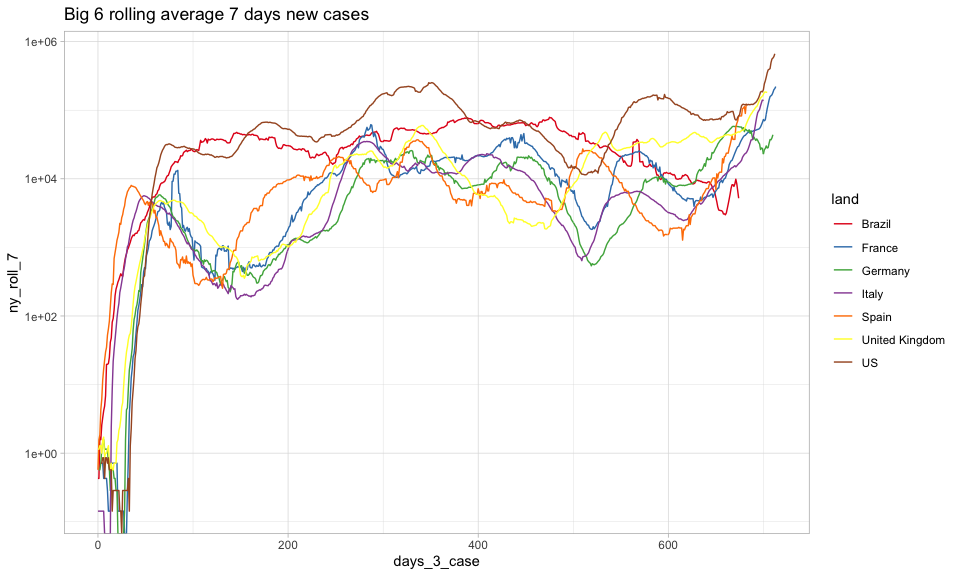 Big 6 rolling average 7 days new cases
1e+06
1e+04
1e+02
1e+00
ny_roll_7
0 200 400 600
days_3_case
land
Brazil
France
Germany
Italy
Spain
United Kingdom
US